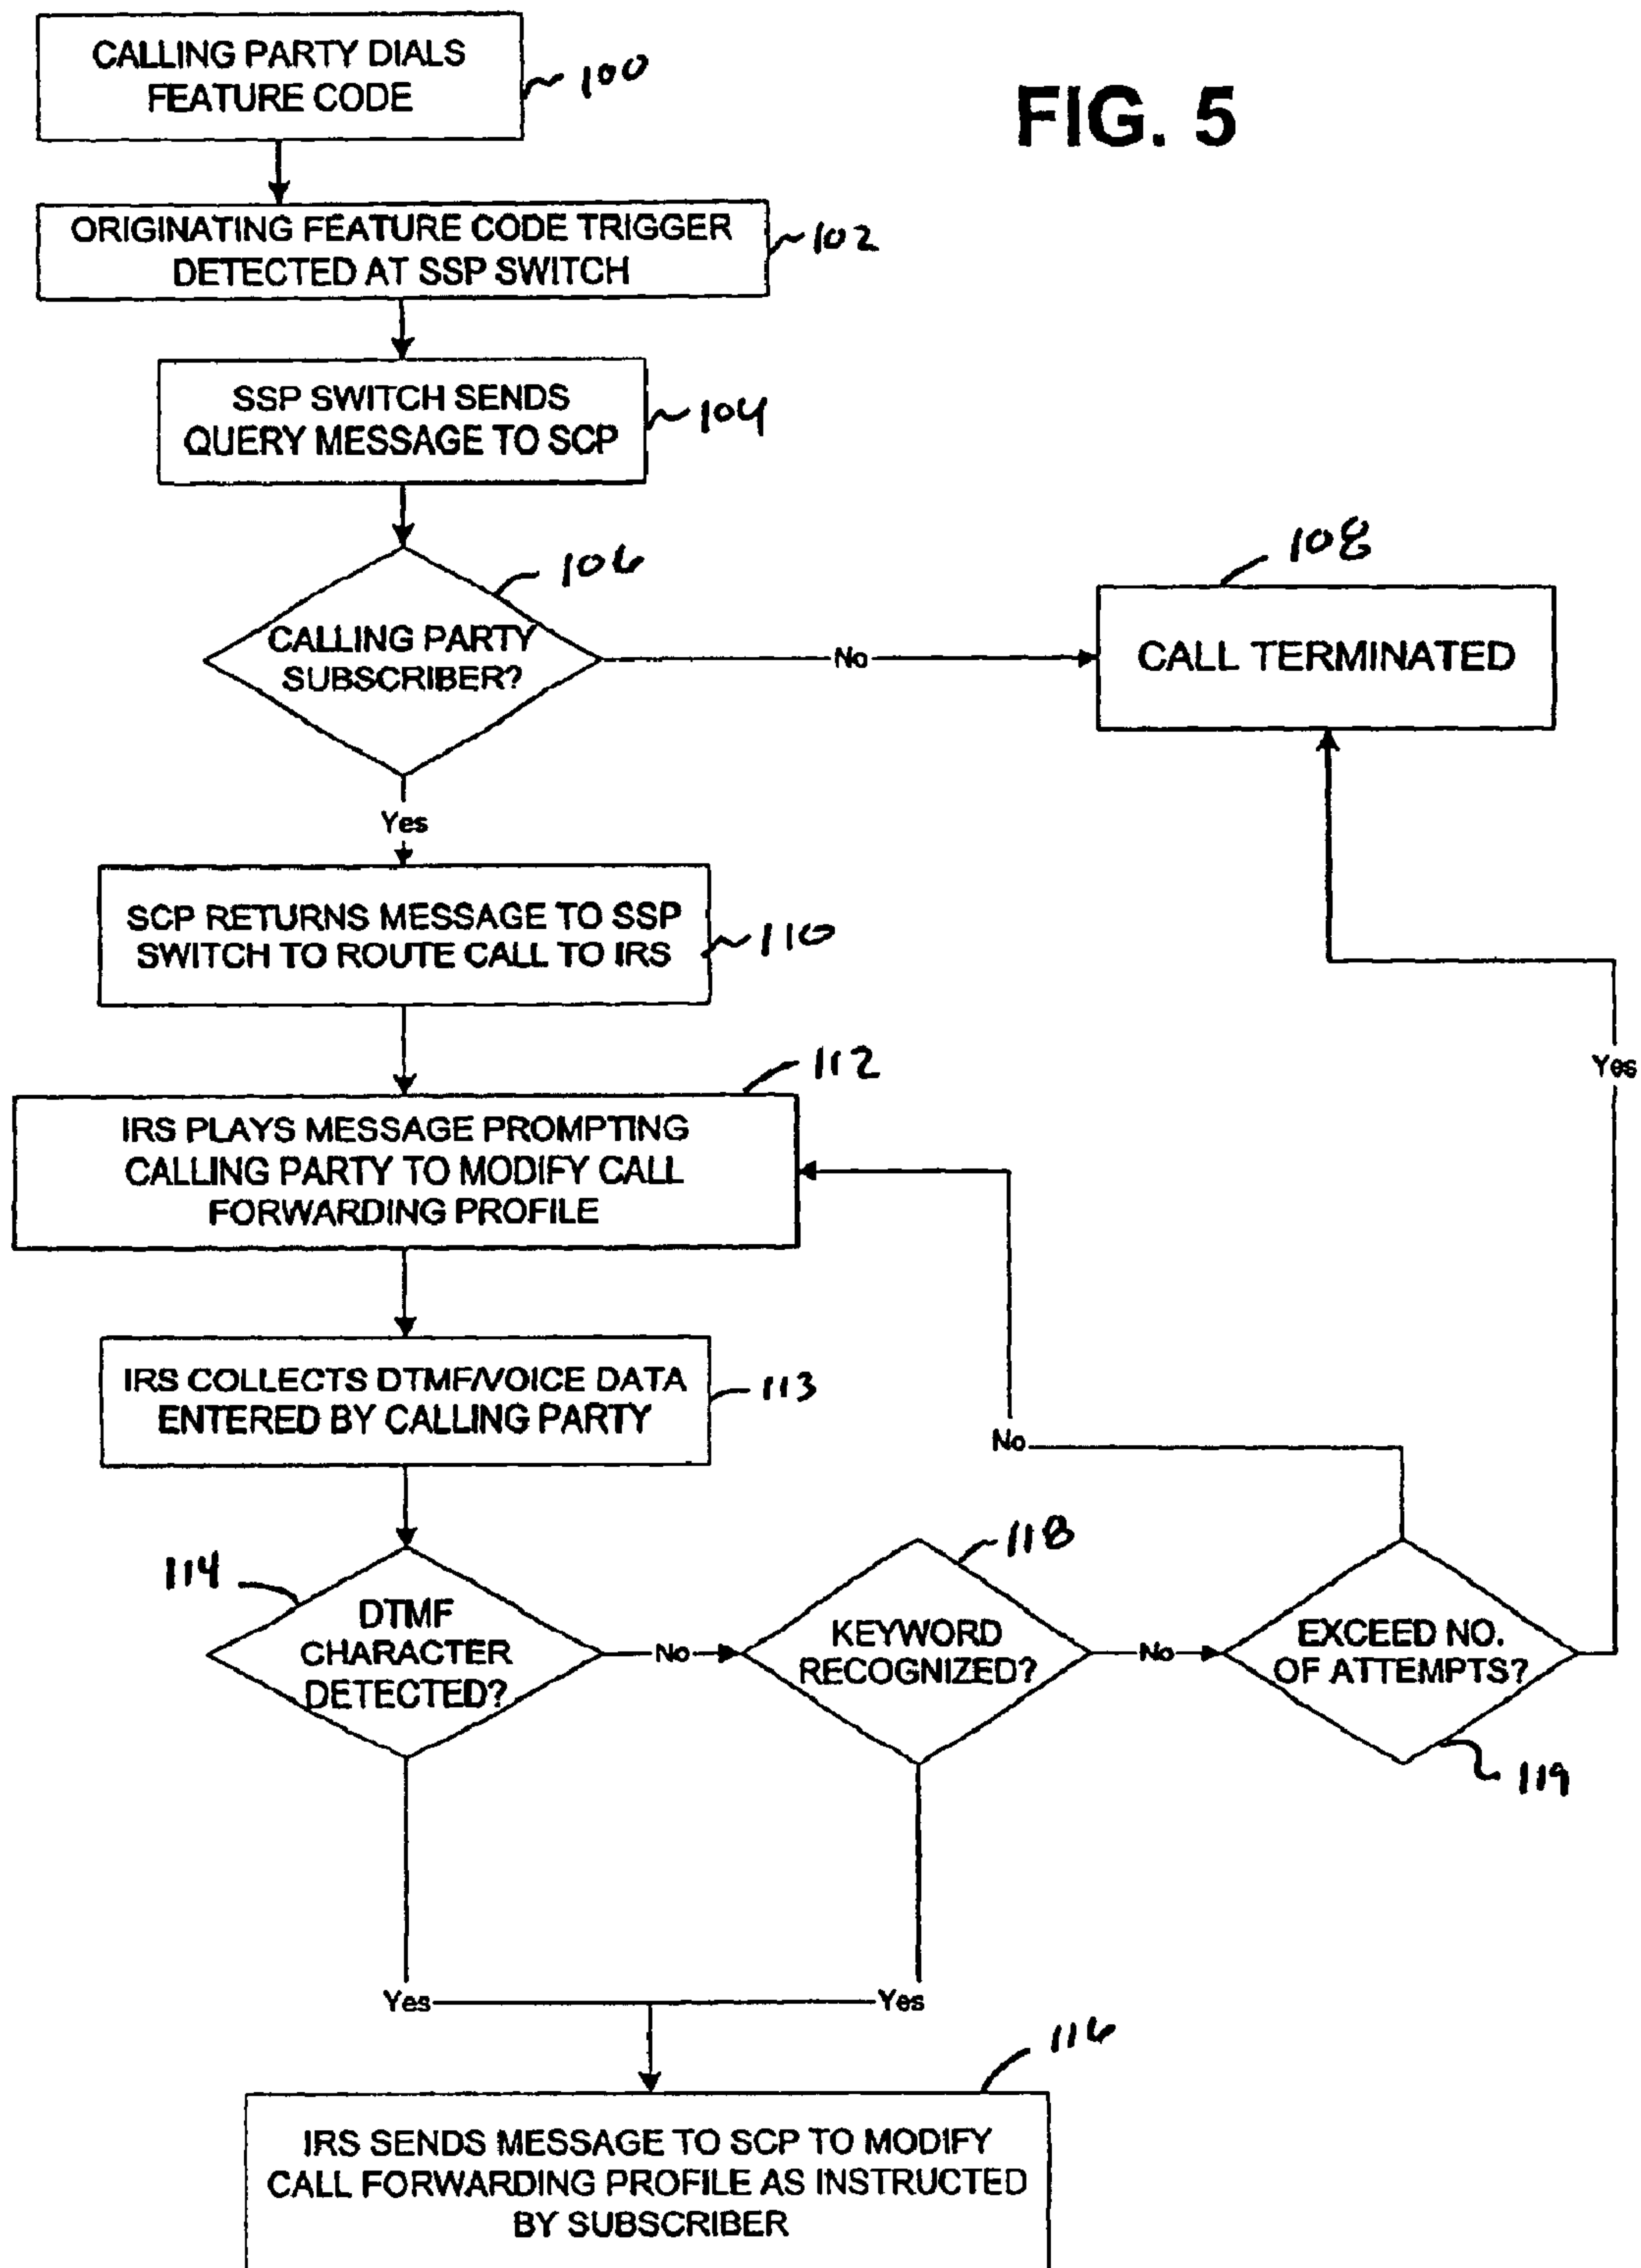 CALLING PARTY DIALS
FEATURE CODE
100
FIG. 5
ORIGINATING FEATURE CODE TRIGGER
DETECTED AT SSP SWITCH
102
SSP SWITCH SENDS
QUERY MESSAGE TO SCP
104
106
CALLING PARTY
SUBSCRIBER?
No
108
CALL TERMINATED
Yes
SCP RETURNS MESSAGE TO SSP
SWITCH TO ROUTE CALL TO IRS
110
Yes
112
IRS PLAYS MESSAGE PROMPTING
CALLING PARTY TO MODIFY CALL
FORWARDING PROFILE
IRS COLLECTS DTMF/VOICE DATA
ENTERED BY CALLING PARTY
113
No
114
DTMF
CHARACTER
DETECTED?
No
118
KEYWORD
RECOGNIZED?
No
EXCEED NO.
OF ATTEMPTS?
119
Yes
Yes
116
IRS SENDS MESSAGE TO SCP TO MODIFY
CALL FORWARDING PROFILE AS INSTRUCTED
BY SUBSCRIBER